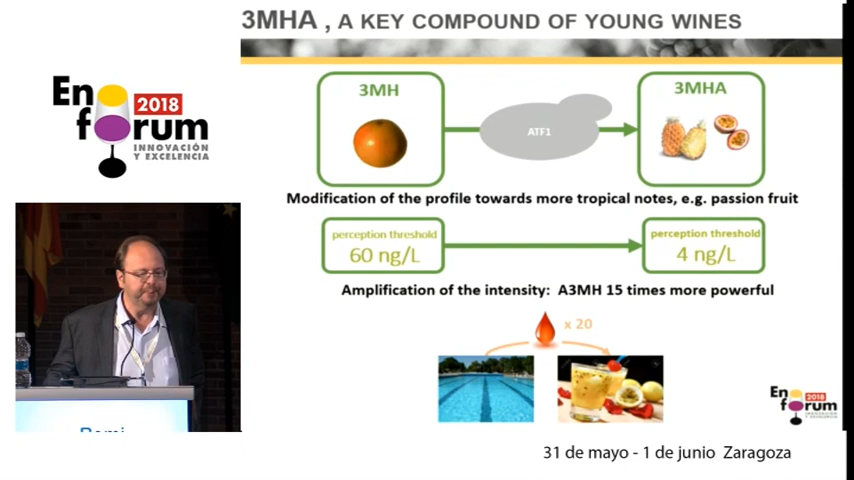 3MHA , A KEY COMPOUND OF YOUNG WINES
En
2018
forum
INNOVACIÓN
Y EXCELENCIA
3MH
ATF1
3MHA
Modification of the profile towards more tropical notes, e.g. passion fruit
perception threshold
60 ng/L
perception threshold
4 ng/L
Amplification of the intensity: A3MH 15 times more powerful
x 20
En
2018
forum
INNOVACIÓN
Y EXCELENCIA
31 de mayo - 1 de junio Zaragoza